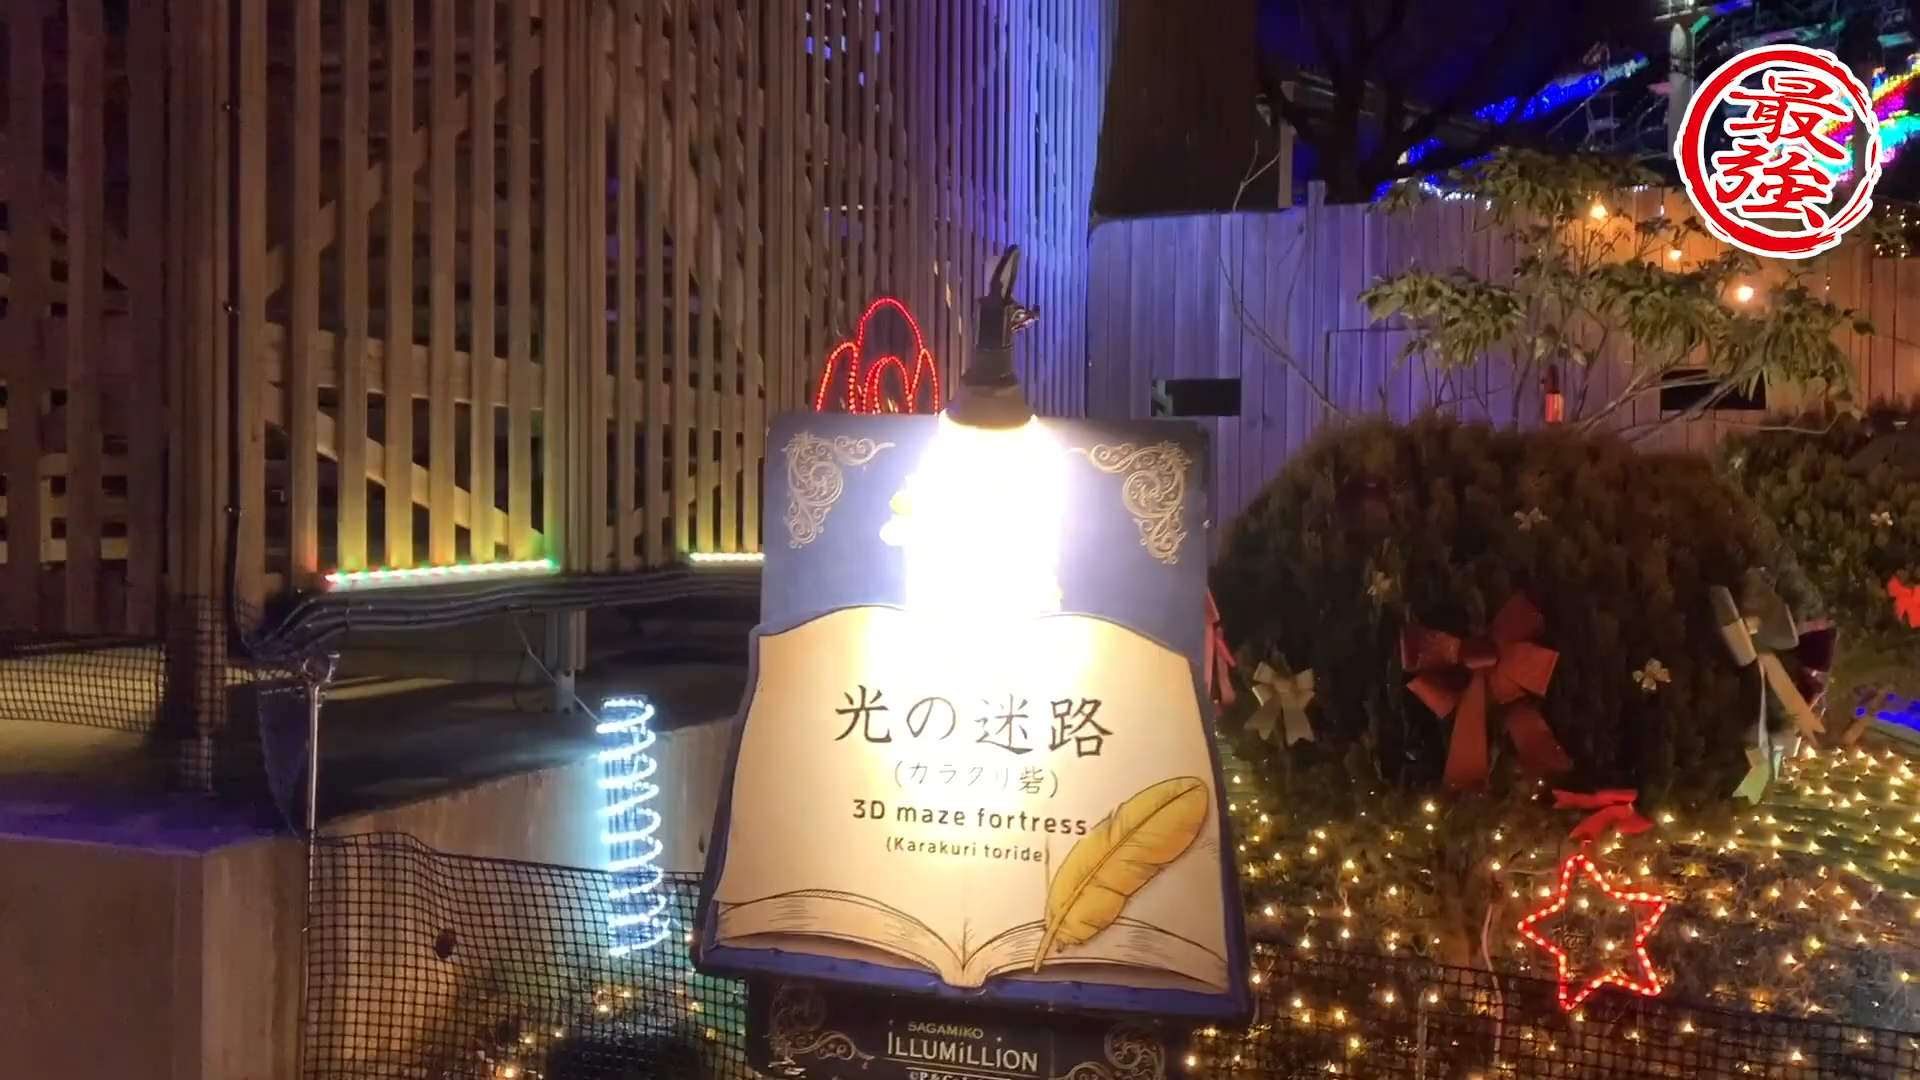 最強
光の迷路
(カラクリ砦)
3D maze fortress
(Karakuri toride)
SAGAMIKO
iLLUMiLLiON